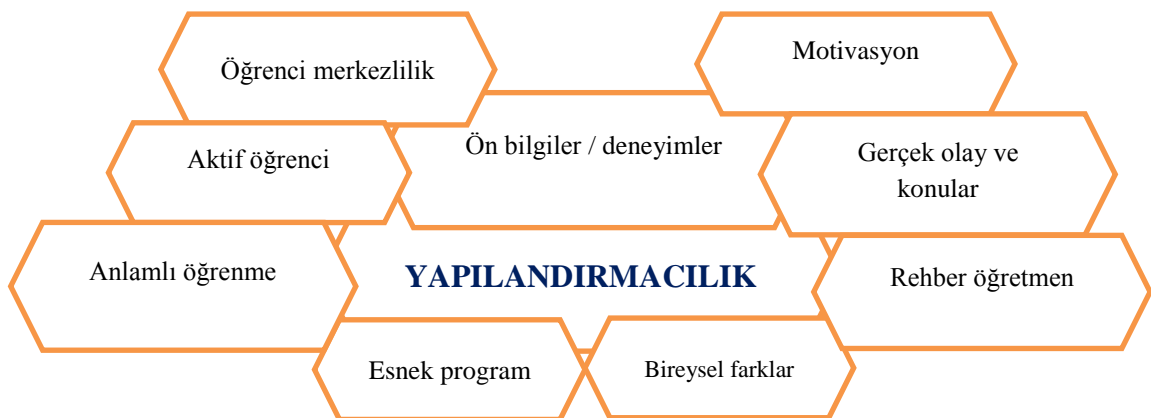 Öğrenci merkezlilik
Motivasyon
Aktif öğrenci
Ön bilgiler / deneyimler
Gerçek olay ve
konular
Anlamlı öğrenme
YAPILANDIRMACILIK
Rehber öğretmen
Esnek program
Bireysel farklar